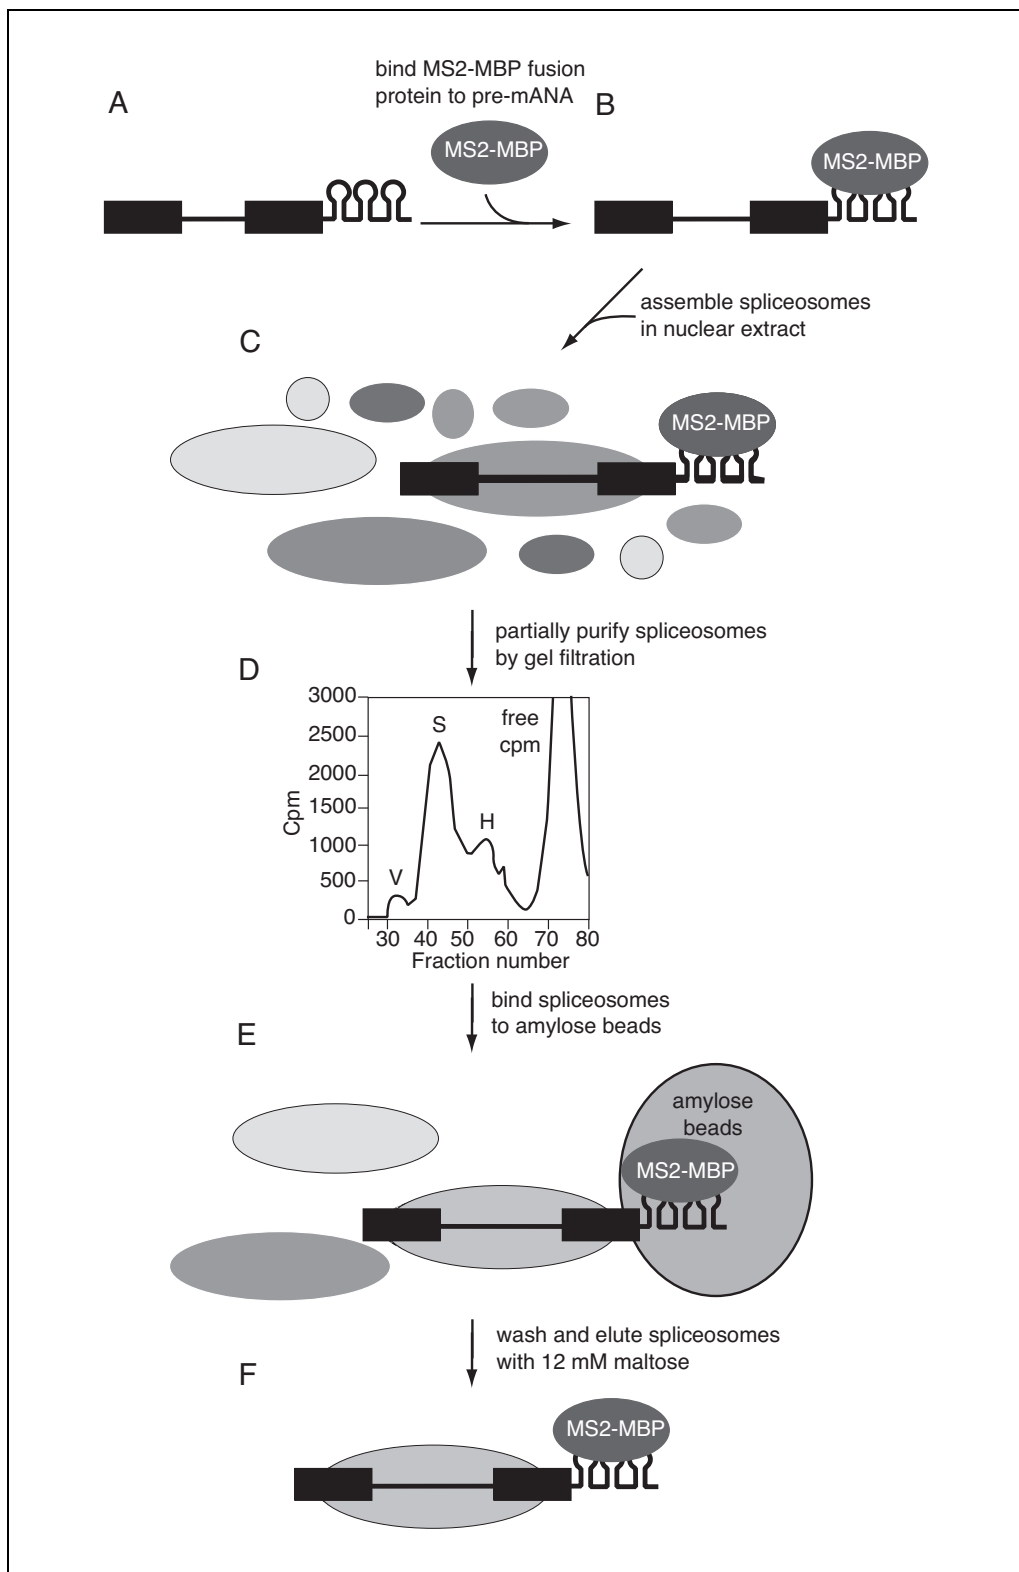 A
bind MS2-MBP fusion
protein to pre-mANA
MS2-MBP
B
MS2-MBP
assemble spliceosomes
in nuclear extract
C
MS2-MBP
partially purify spliceosomes
by gel filtration
D
3000
2500
2000
1500
1000
500
0
Cpm
V
S
H
free
cpm
30 40 50 60 70 80
Fraction number
bind spliceosomes
to amylose beads
E
amylose
beads
MS2-MBP
wash and elute spliceosomes
with 12 mM maltose
F
MS2-MBP